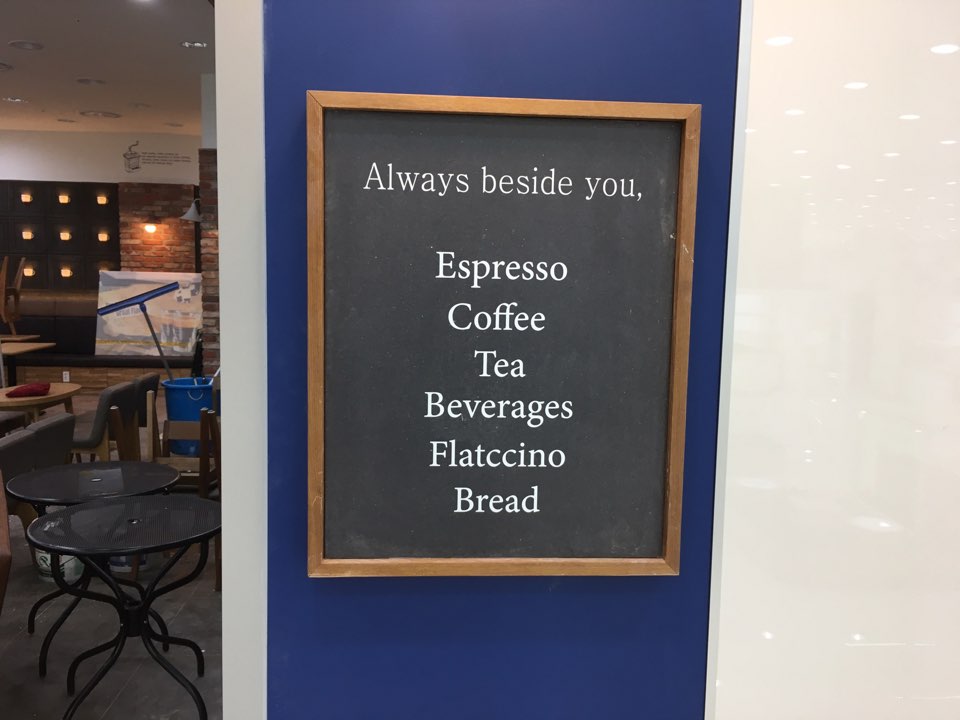 Always beside you,
Espresso
Coffee
Tea
Beverages
Flatccino
Bread